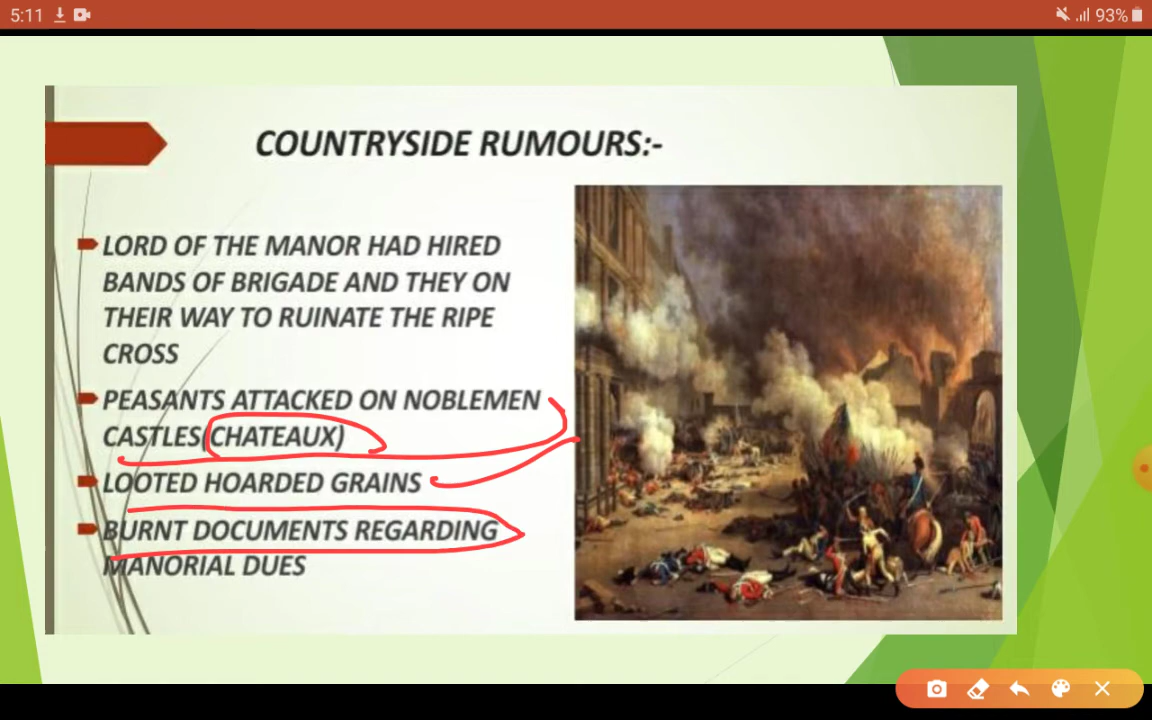 5:11
93%
COUNTRYSIDE RUMOURS:-
LORD OF THE MANOR HAD HIRED
BANDS OF BRIGADE AND THEY ON
THEIR WAY TO RUINATE THE RIPE
CROSS
PEASANTS ATTACKED ON NOBLEMEN
CASTLES(CHATEAUX)
LOOTED HOARDED GRAINS
BURNT DOCUMENTS REGARDING
MANORIAL DUES